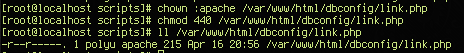 [root@localhost scripts]# chown :apache /var/www/html/dbconfig/link.php
[root@localhost scripts]# chmod 440 /var/www/html/dbconfig/link.php
[root@localhost scripts]# ll /var/www/html/dbconfig/link.php
-r--r-----. 1 polyu apache 215 Apr 16 20:56 /var/www/html/dbconfig/link.php